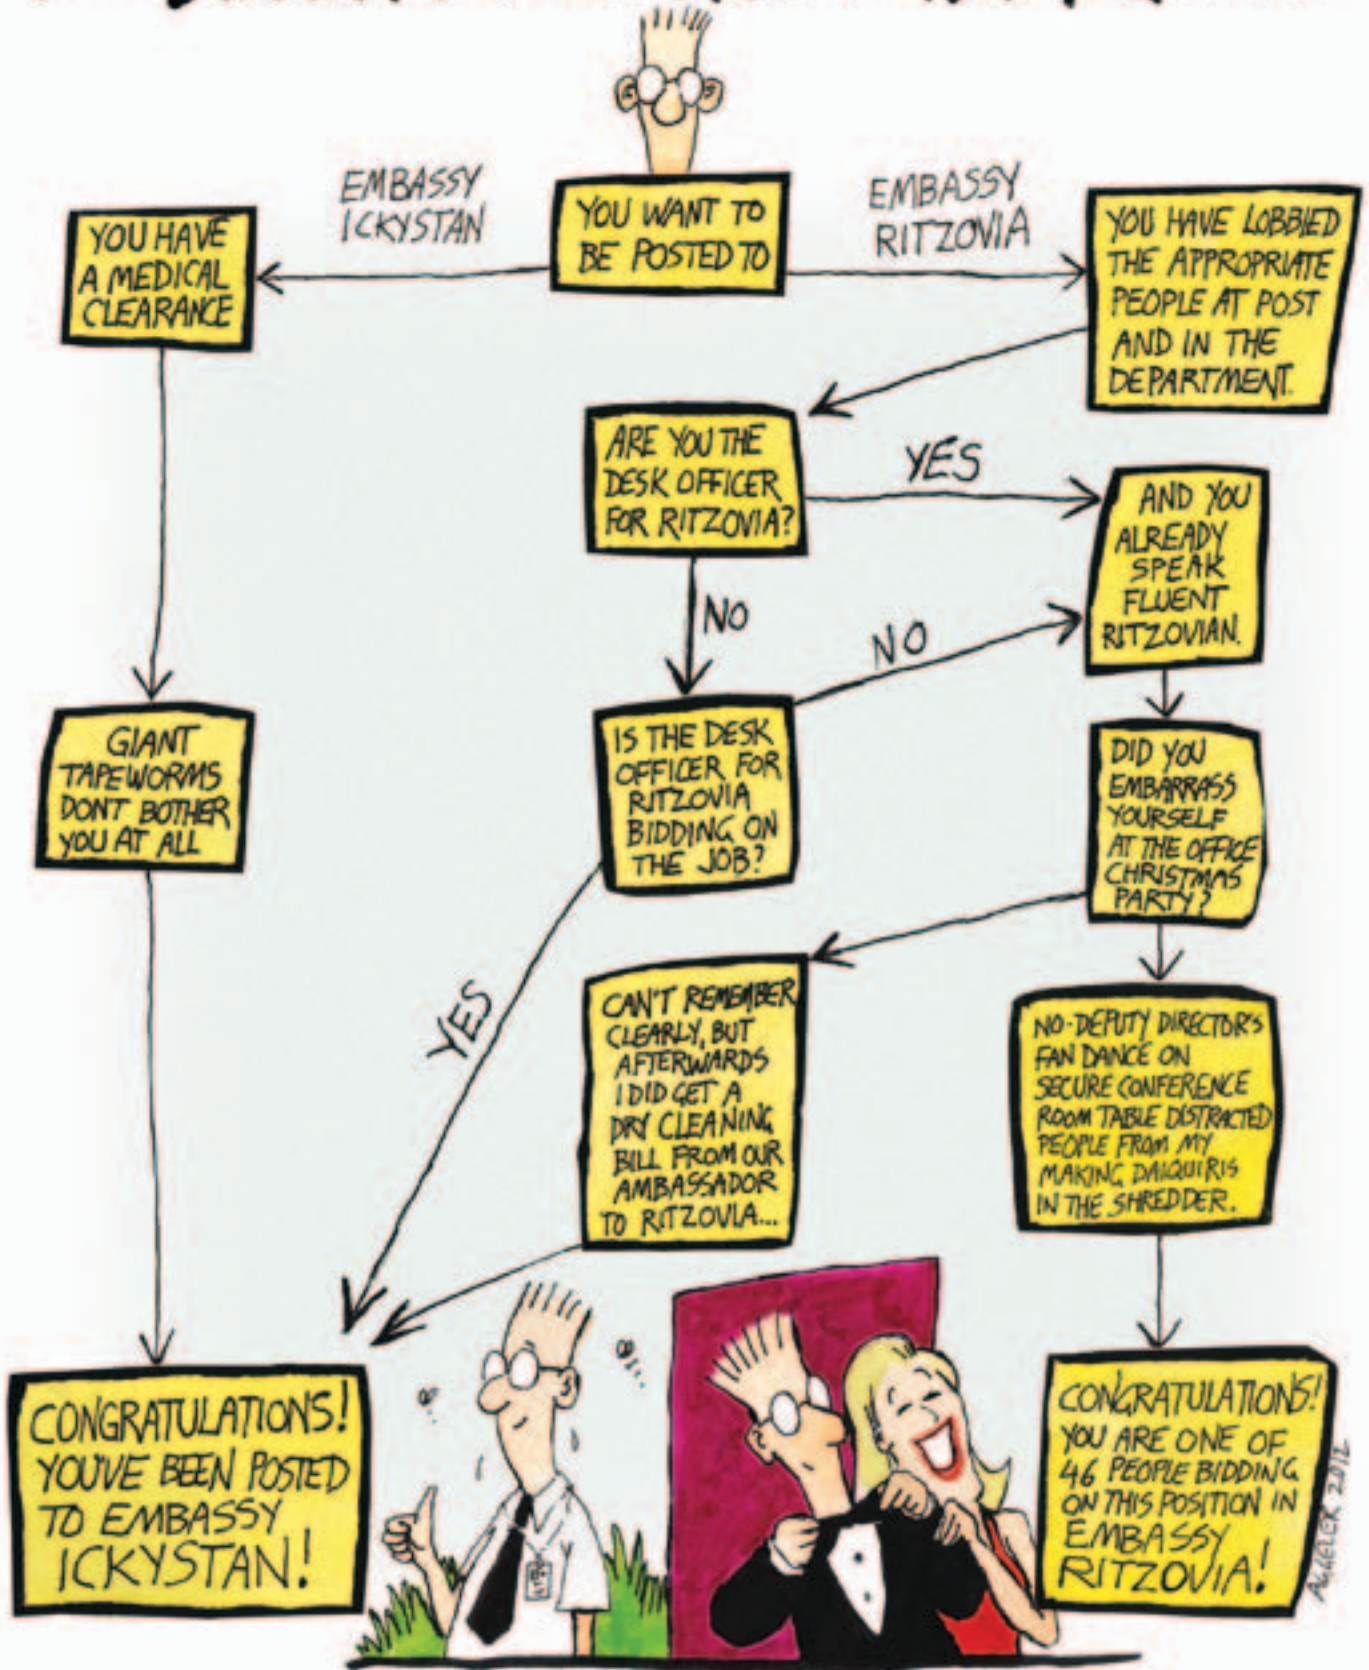 EMBASSY
ICKYSTAN
YOU WANT TO
BE POSTED TO
EMBASSY
RITZOVIA
YOU HAVE
A MEDICAL
CLEARANCE
YOU HAVE LOBBIED
THE APPROPRIATE
PEOPLE AT POST
AND IN THE
DEPARTMENT.
ARE YOU THE
DESK OFFICER
FOR RITZOVIA?
YES
AND YOU
ALREADY
SPEAK
FLUENT
RITZOVIAN.
NO
NO
GIANT
TAPEWORMS
DONT BOTHER
YOU AT ALL
IS THE DESK
OFFICER FOR
RITZOVIA
BIDDING ON
THE JOB?
DID YOU
EMBARRASS
YOURSELF
AT THE OFFICE
CHRISTMAS
PARTY?
YES
CAN'T REMEMBER
CLEARLY, BUT
AFTERWARDS
I DID GET A
DRY CLEANING
BILL FROM OUR
AMBASSADOR
TO RITZOVIA...
NO-DEPUTY DIRECTOR'S
FAN DANCE ON
SECURE CONFERENCE
ROOM TABLE DISTRACTED
PEOPLE FROM MY
MAKING DAIQUIRIS
IN THE SHREDDER.
CONGRATULATIONS!
YOU'VE BEEN POSTED
TO EMBASSY
ICKYSTAN!
CONGRATULATIONS!
YOU ARE ONE OF
46 PEOPLE BIDDING
ON THIS POSITION IN
EMBASSY
RITZOVIA!
AGGELER 2012